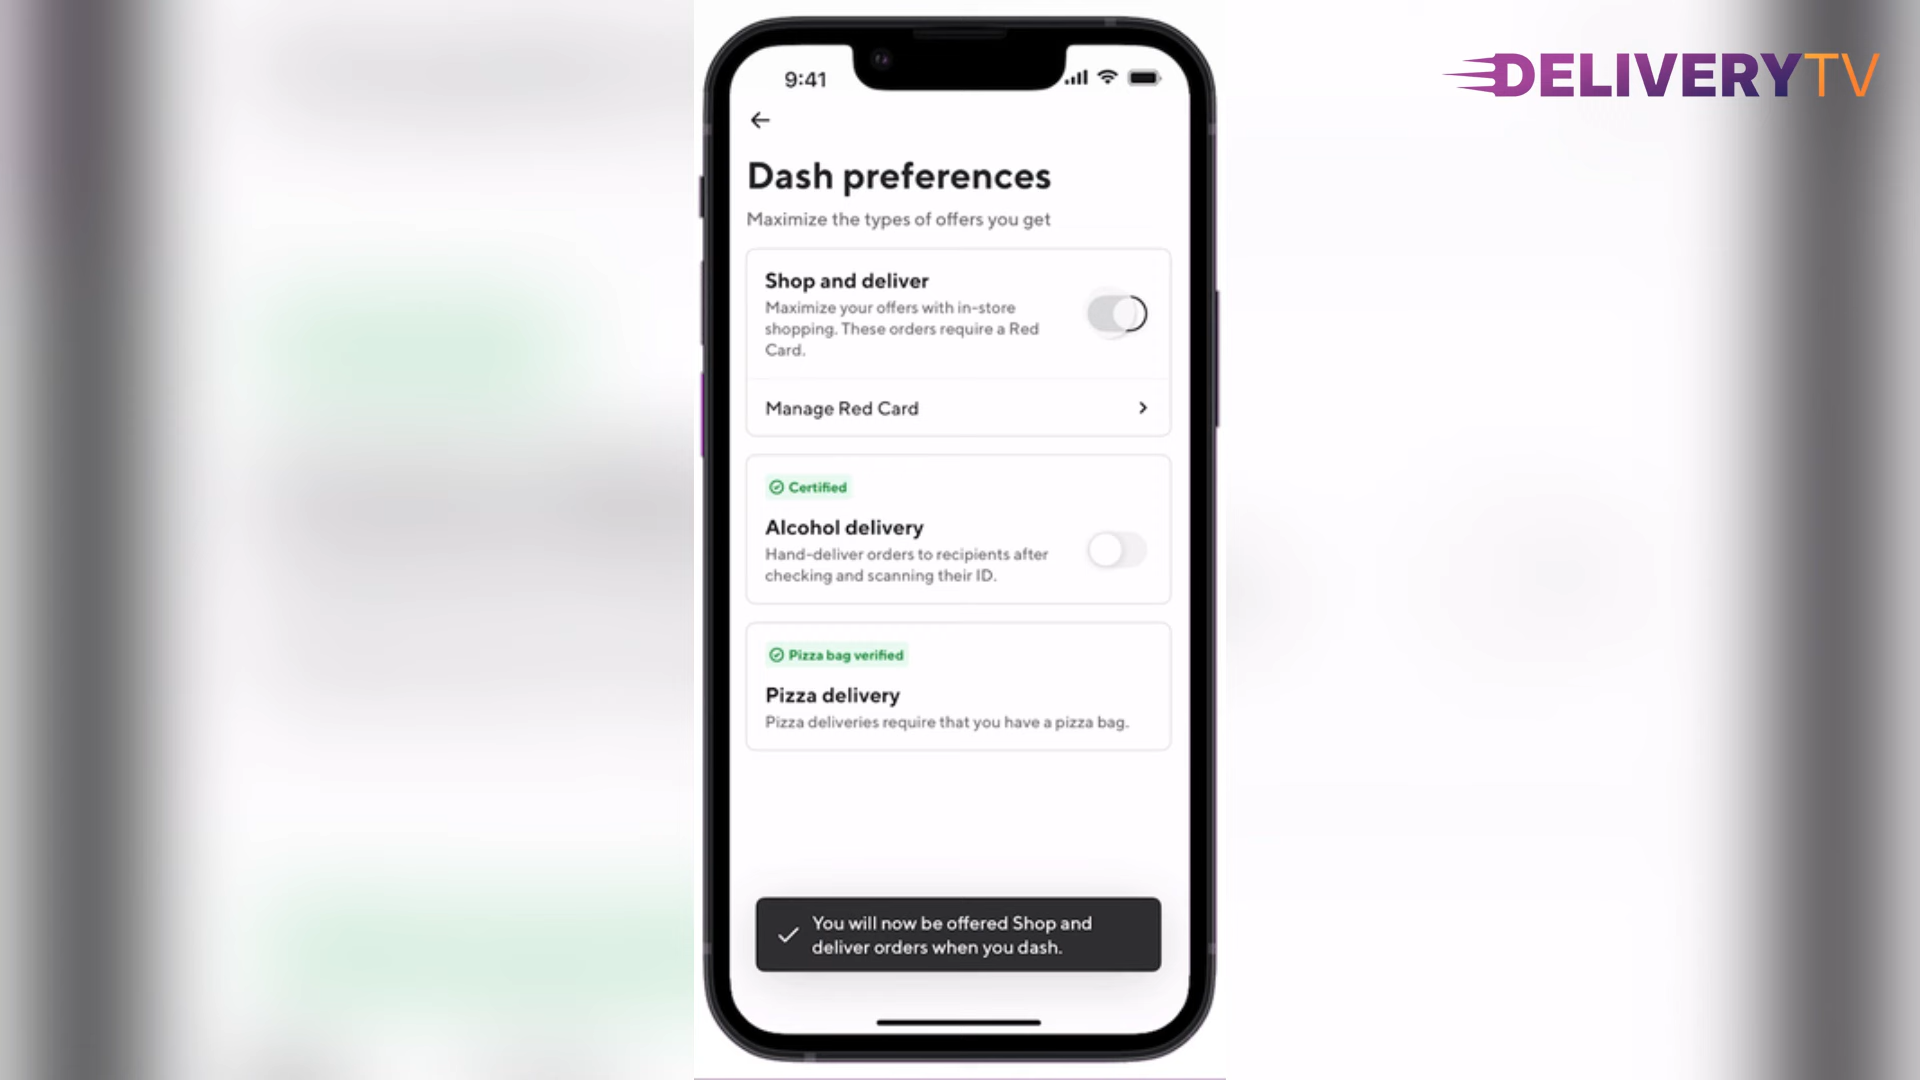 DELIVERYTV
9:41
Dash preferences
Maximize the types of offers you get
Shop and deliver
Maximize your offers with in-store
shopping. These orders require a Red
Card.
Manage Red Card
Certified
Alcohol delivery
Hand-deliver orders to recipients after
checking and scanning their ID.
Pizza bag verified
Pizza delivery
Pizza deliveries require that you have a pizza bag.
You will now be offered Shop and
deliver orders when you dash.